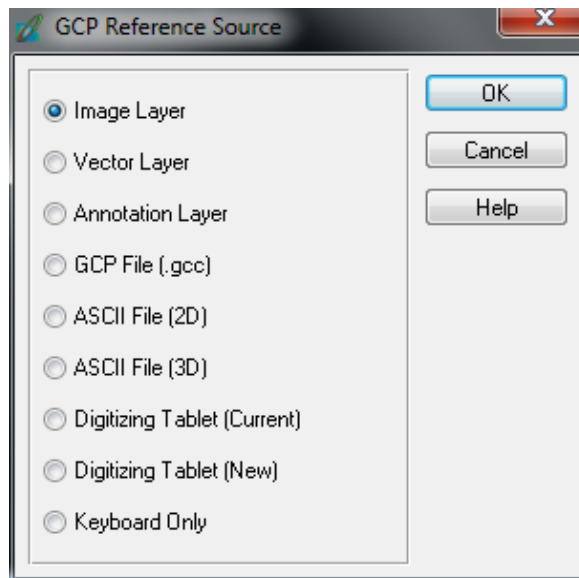 GCP Reference Source
Image Layer
Vector Layer
Annotation Layer
GCP File (.gcc)
ASCII File (2D)
ASCII File (3D)
Digitizing Tablet (Current)
Digitizing Tablet (New)
Keyboard Only
OK
Cancel
Help